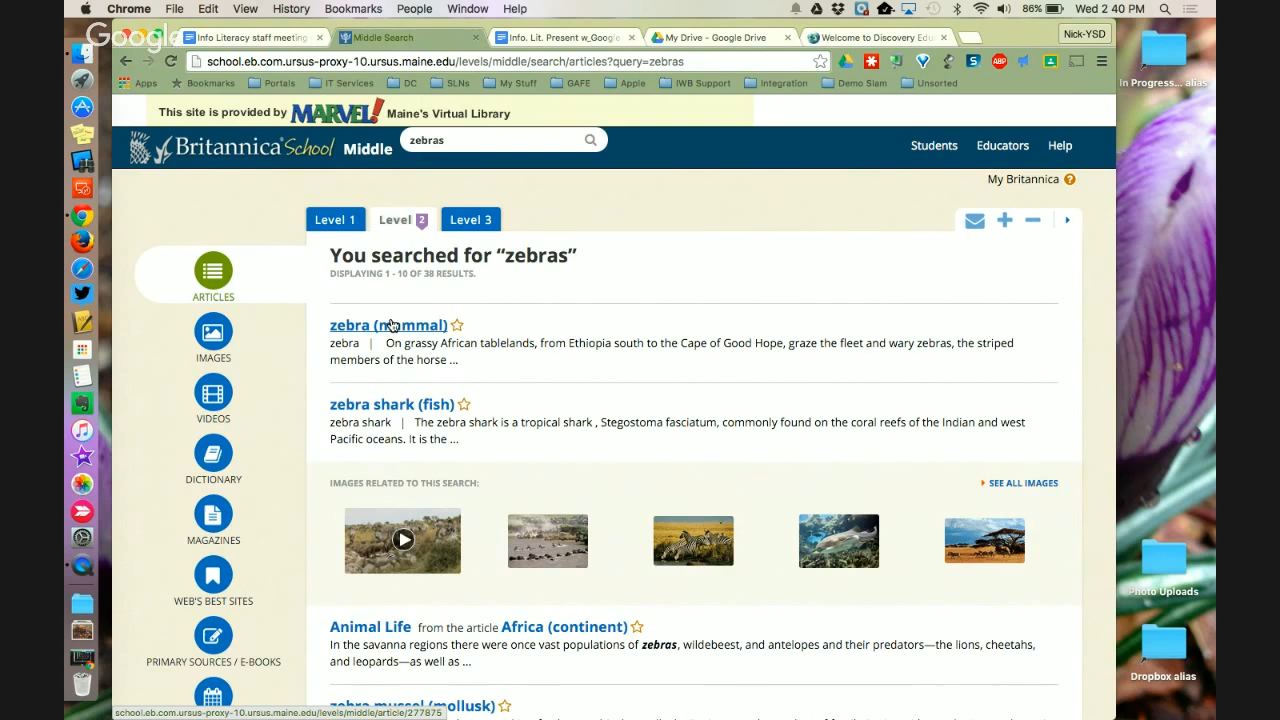 Chrome File Edit View History Bookmarks People Window Help 86% Wed 2 40 PM
Google
Info Literacy staff meeting Middle Search Info. Lit. Present w_Google My Drive - Google Drive Welcome to Discovery Edu Nick-YSD
school.eb.com.ursus-proxy-10.ursus.maine.edu/levels/middle/search/articles?query=zebras
Apps Bookmarks Portals IT Services DC SLNs My Stuff GAFE Apple IWB Support Integration Demo Slam Unsorted
In Progress... alias
This site is provided by MARVEL! Maine's Virtual Library
Britannica School Middle zebras Students Educators Help
My Britannica ?
Level 1 Level 2 Level 3
You searched for “zebras”
DISPLAYING 1 - 10 OF 38 RESULTS.
ARTICLES
zebra (mammal)
zebra | On grassy African tablelands, from Ethiopia south to the Cape of Good Hope, graze the fleet and wary zebras, the striped
members of the horse ...
IMAGES
zebra shark (fish)
zebra shark | The zebra shark is a tropical shark , Stegostoma fasciatum, commonly found on the coral reefs of the Indian and west
Pacific oceans. It is the ...
VIDEOS
IMAGES RELATED TO THIS SEARCH: SEE ALL IMAGES
DICTIONARY
MAGAZINES
WEB'S BEST SITES
Photo Uploads
Animal Life from the article Africa (continent)
In the savanna regions there were once vast populations of zebras, wildebeest, and antelopes and their predators—the lions, cheetahs,
and leopards—as well as ...
PRIMARY SOURCES / E-BOOKS
Dropbox alias
zebra mussel (mollusk)
school.eb.com.ursus-proxy-10.ursus.maine.edu/levels/middle/article/277875